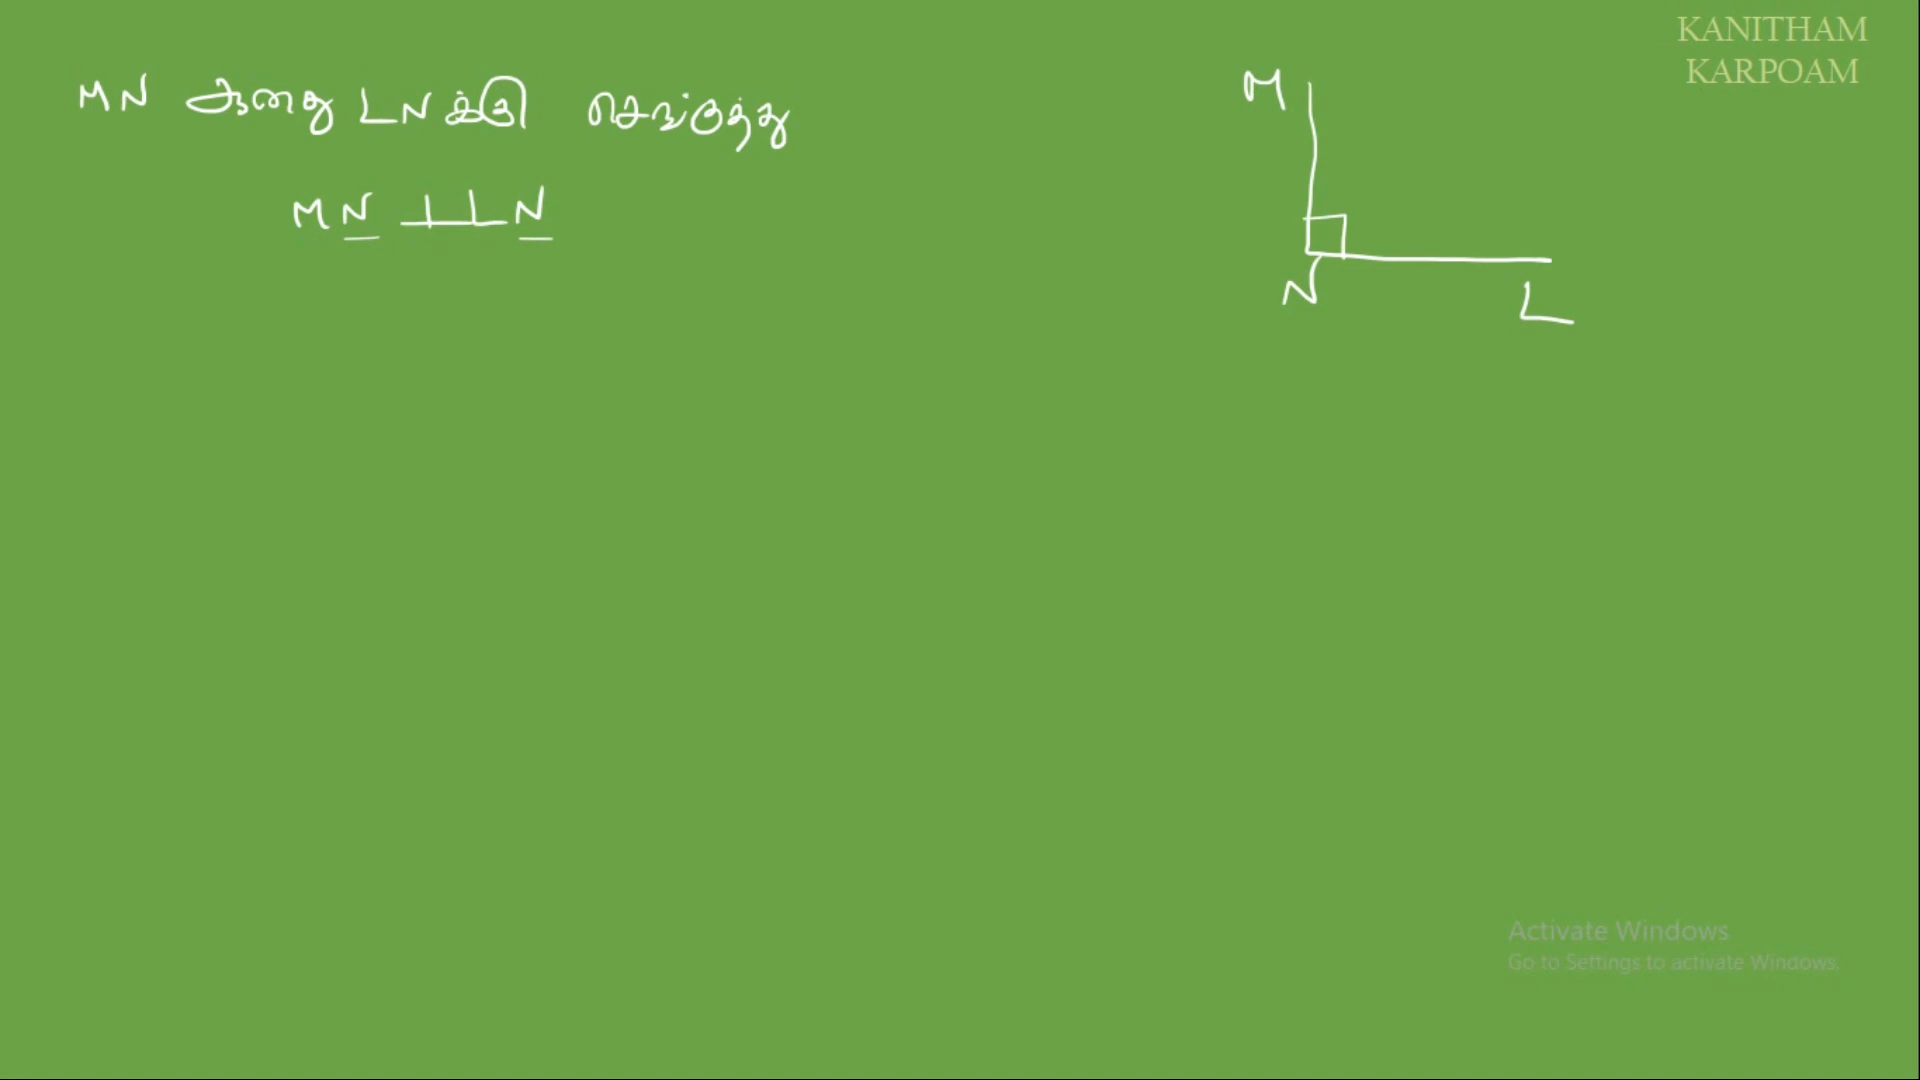 MN ஆனது LNக்கு செங்குத்து
MN ⊥ LN
M
N
L
KANITHAM
KARPOAM
Activate Windows
Go to Settings to activate Windows.